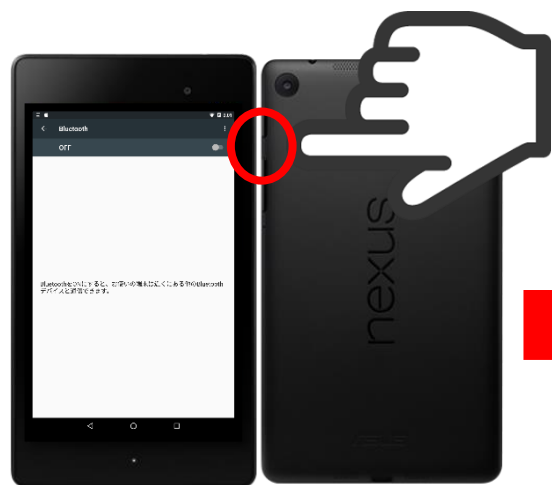 Bluetooth
OFF
BluetoothをONにすると、お使いの端末は近くにある他のBluetooth
デバイスと通信できます。
nexus